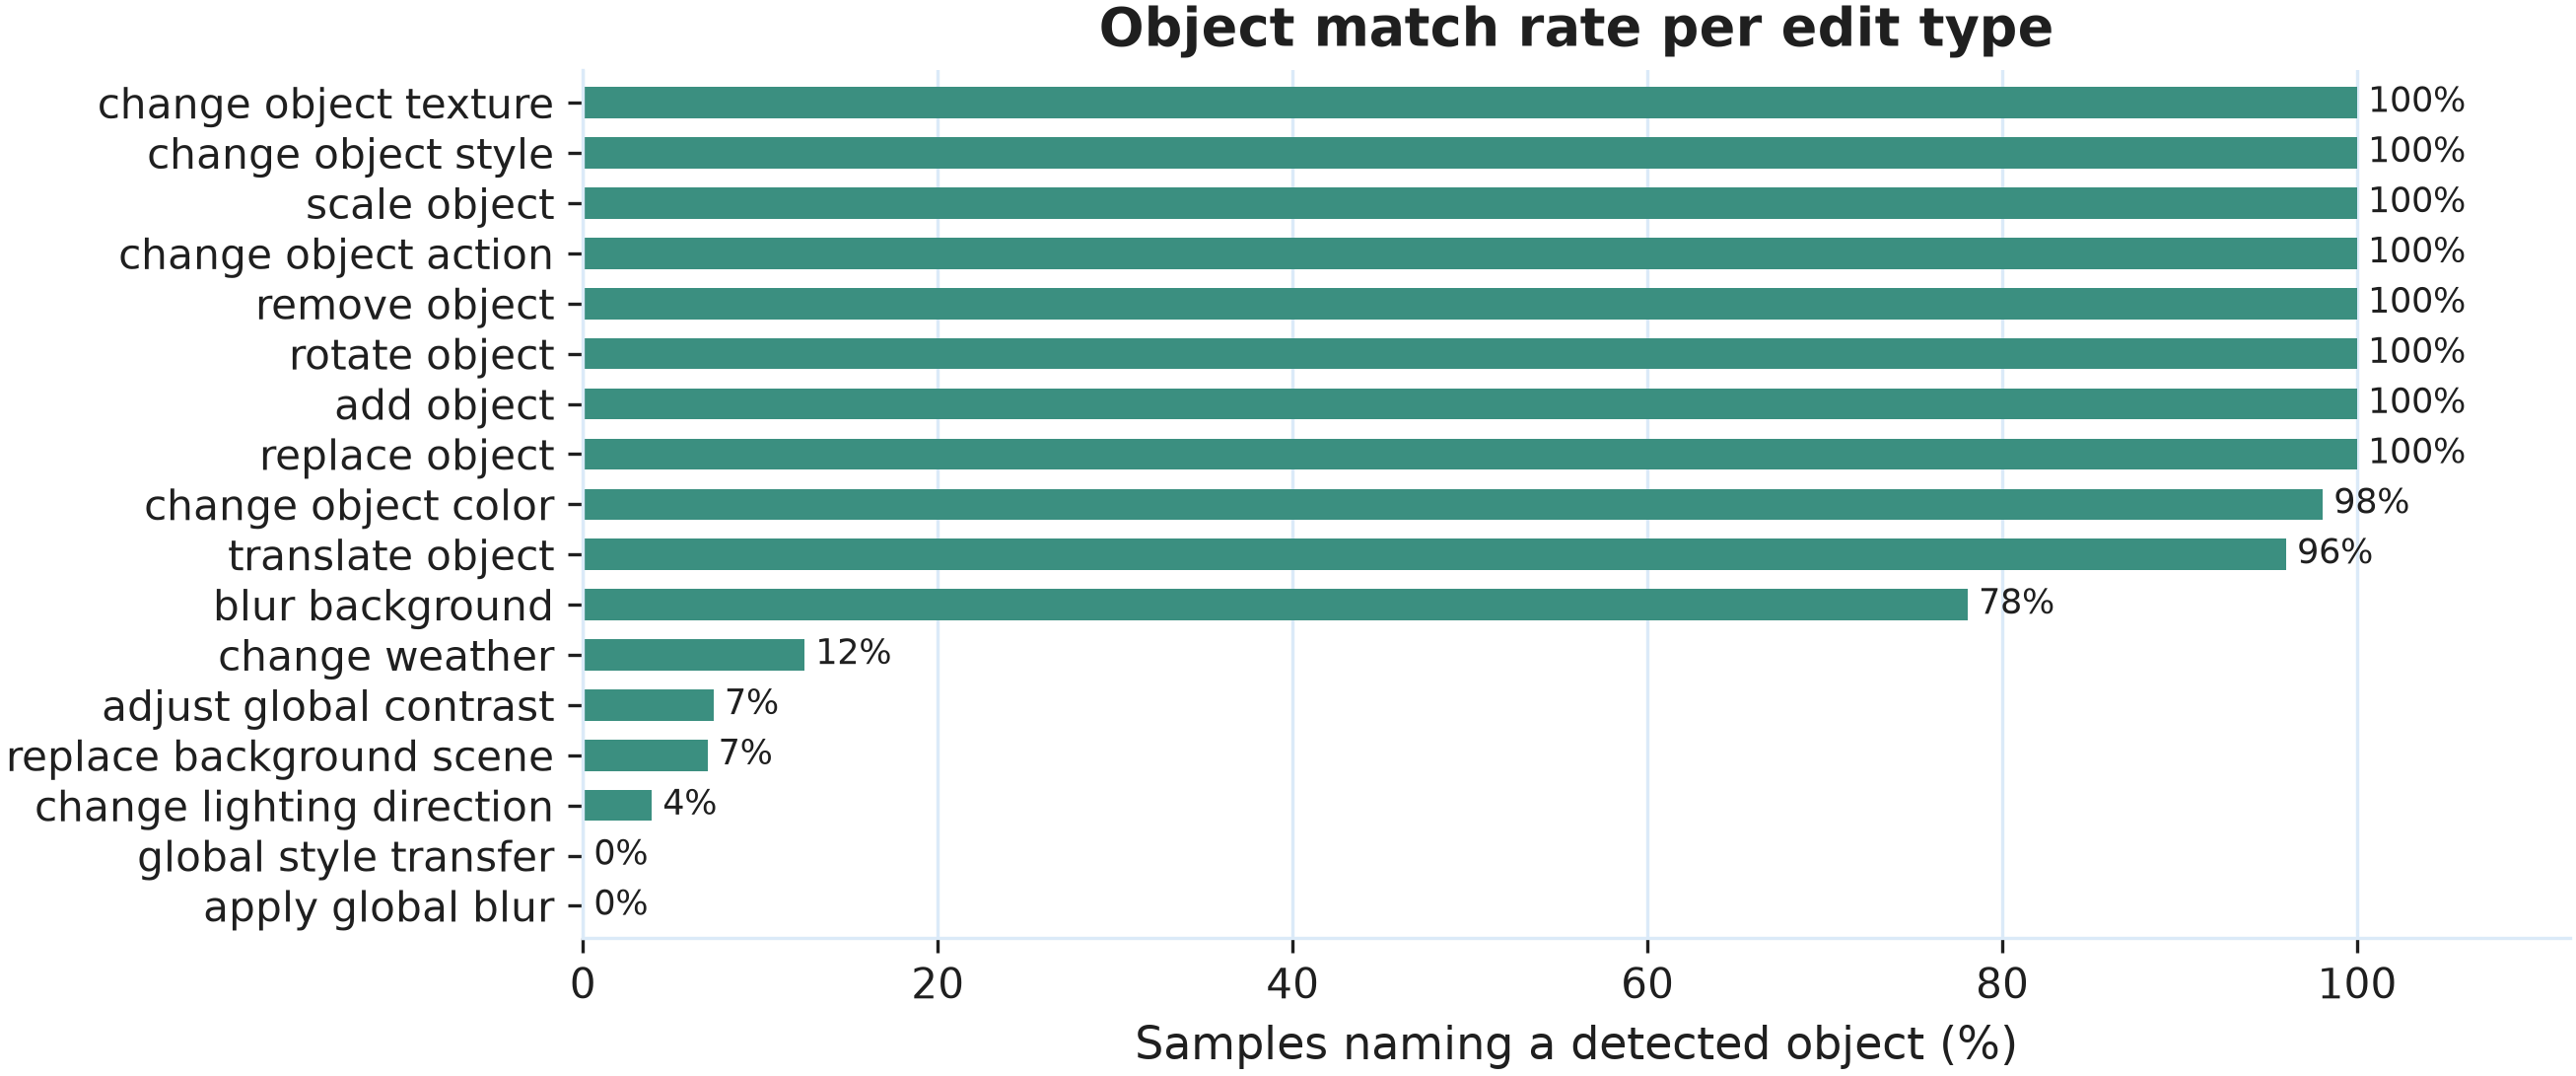 Object match rate per edit type
change object texture 100%
change object style 100%
scale object 100%
change object action 100%
remove object 100%
rotate object 100%
add object 100%
replace object 100%
change object color 98%
translate object 96%
blur background 78%
change weather 12%
adjust global contrast 7%
replace background scene 7%
change lighting direction 4%
global style transfer 0%
apply global blur 0%
0 20 40 60 80 100
Samples naming a detected object (%)